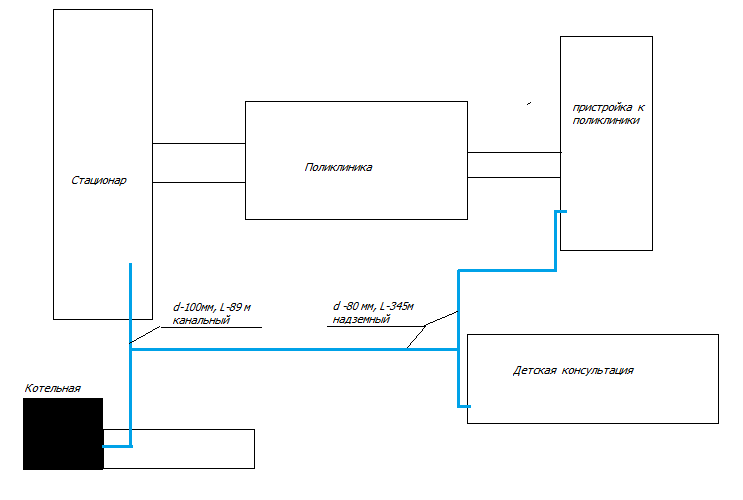 пристройка к
поликлиники
Поликлиника
Стационар
d-100мм, L-89 м
канальный
d -80 мм, L-345м
надземный
Детская консультация
Котельная